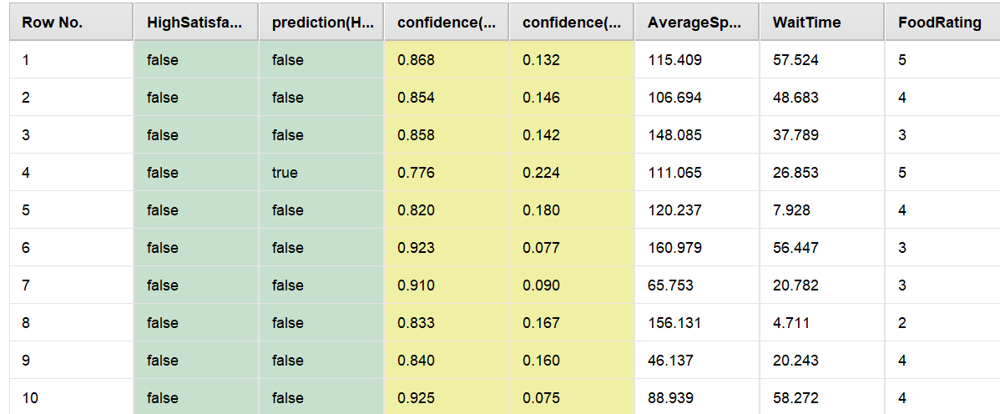 Row No. HighSatisfa... prediction(H... confidence(... confidence(... AverageSp... WaitTime FoodRating
1 false false 0.868 0.132 115.409 57.524 5
2 false false 0.854 0.146 106.694 48.683 4
3 false false 0.858 0.142 148.085 37.789 3
4 false true 0.776 0.224 111.065 26.853 5
5 false false 0.820 0.180 120.237 7.928 4
6 false false 0.923 0.077 160.979 56.447 3
7 false false 0.910 0.090 65.753 20.782 3
8 false false 0.833 0.167 156.131 4.711 2
9 false false 0.840 0.160 46.137 20.243 4
10 false false 0.925 0.075 88.939 58.272 4